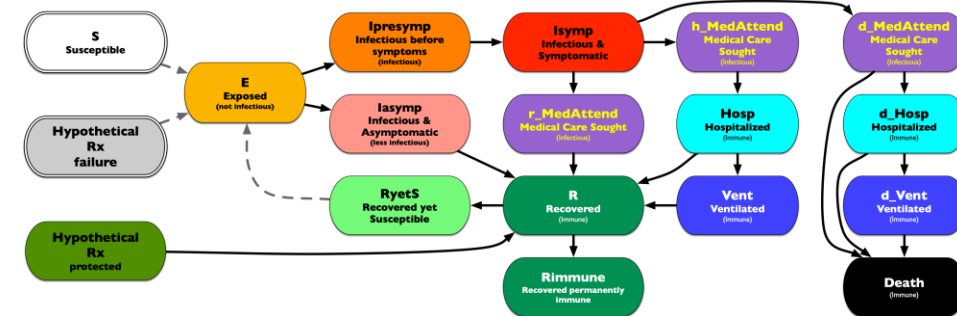 S
Susceptible
Hypothetical
Rx
failure
Hypothetical
Rx
protected
E
Exposed
(not infectious)
Ipresymp
Infectious before
symptoms
(infectious)
Iasymp
Infectious &
Asymptomatic
(less infectious)
RyetS
Recovered yet
Susceptible
Isymp
Infectious &
Symptomatic
r_MedAttend
Medical Care Sought
(Infectious)
R
Recovered
(Immune)
Rimmune
Recovered permanently
immune
h_MedAttend
Medical Care
Sought
(Infectious)
Hosp
Hospitalized
(Immune)
Vent
Ventilated
(Immune)
d_MedAttend
Medical Care
Sought
(Infectious)
d_Hosp
Hospitalized
(Immune)
d_Vent
Ventilated
(Immune)
Death
(Immune)